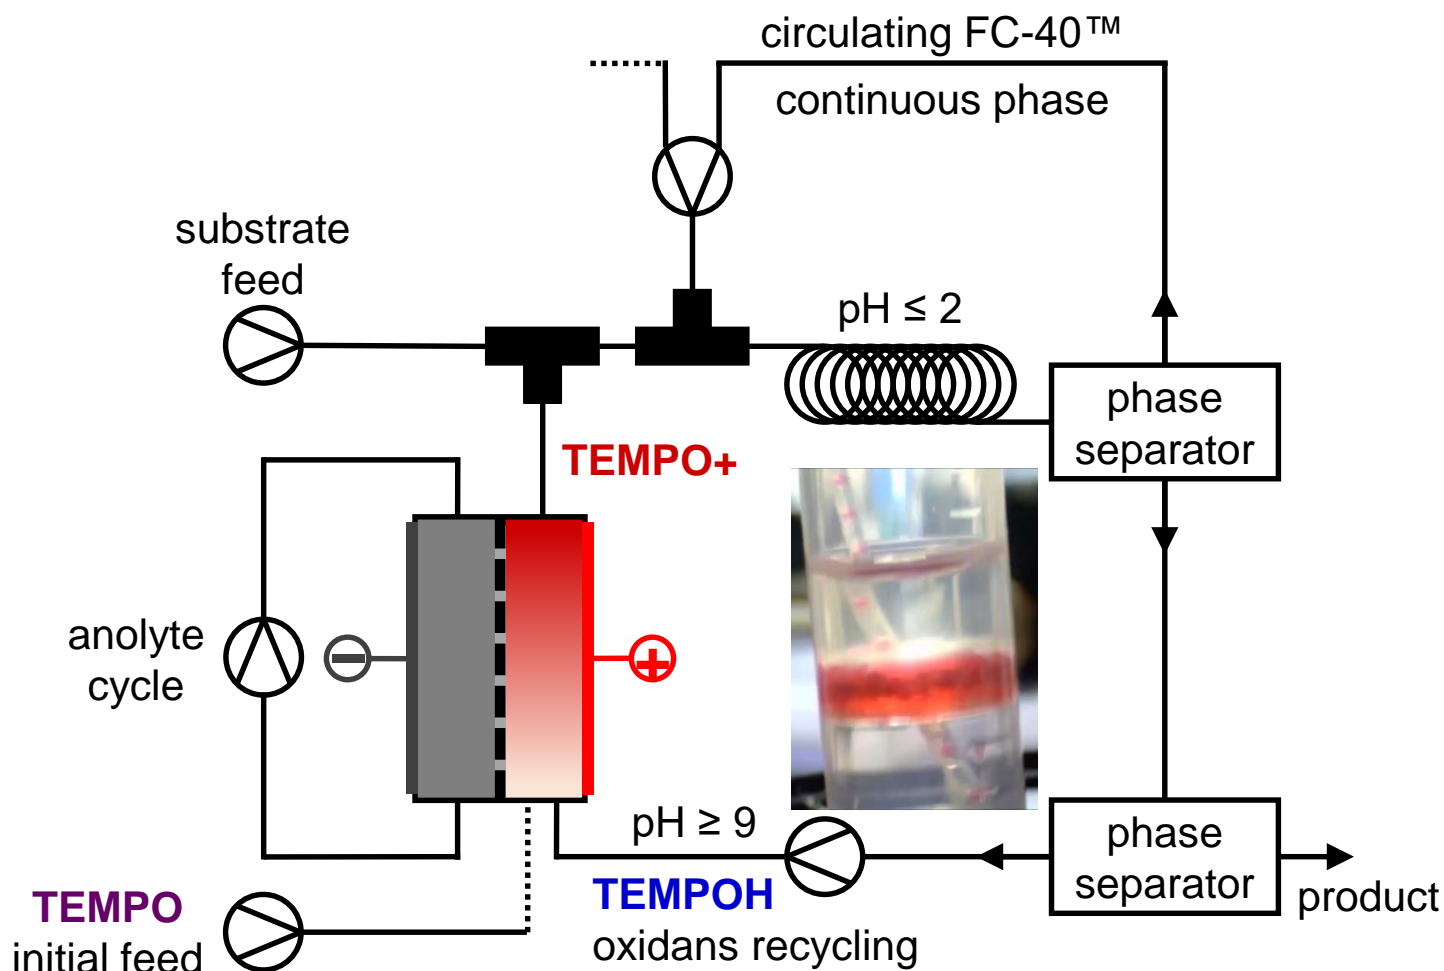 circulating FC-40™
continuous phase
substrate
feed
pH ≤ 2
phase
separator
TEMPO+
anolyte
cycle
pH ≥ 9
phase
separator
product
TEMPOH
oxidans recycling
TEMPO
initial feed